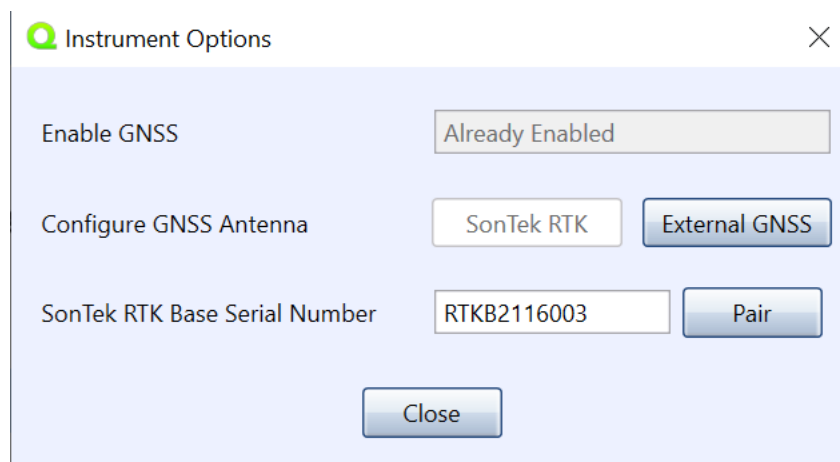 Instrument Options
Enable GNSS Already Enabled
Configure GNSS Antenna SonTek RTK External GNSS
SonTek RTK Base Serial Number RTKB2116003 Pair
Close